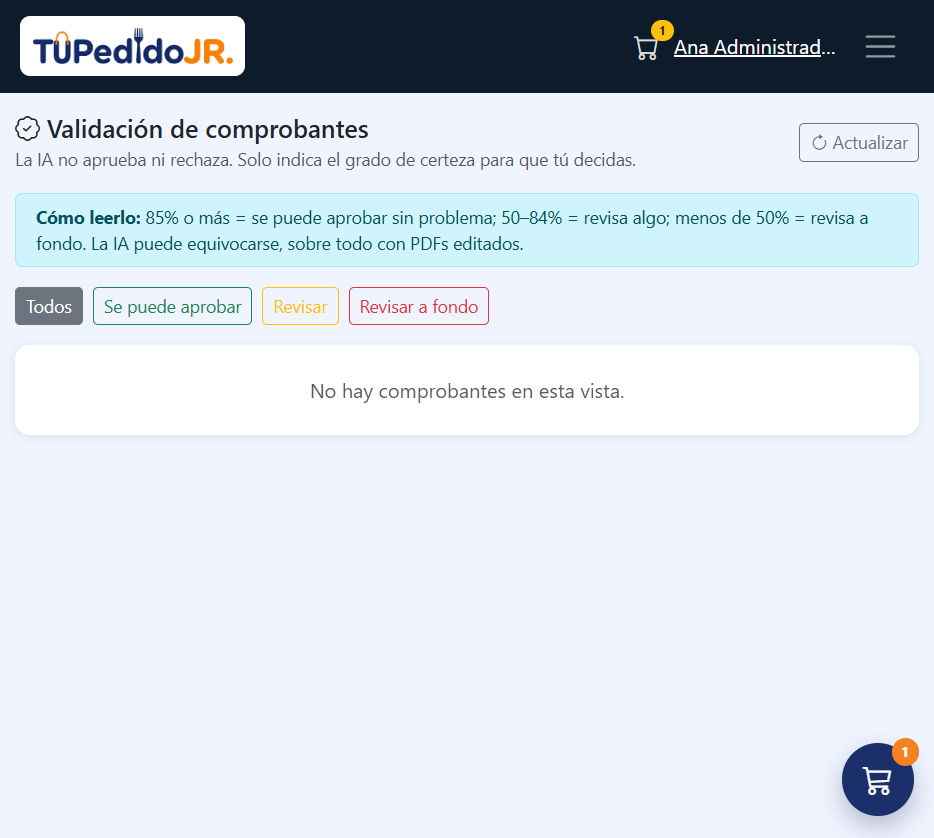 TUPedidoJR.
1
Ana Administrad...
Validación de comprobantes
La IA no aprueba ni rechaza. Solo indica el grado de certeza para que tú decidas.
Actualizar
Cómo leerlo: 85% o más = se puede aprobar sin problema; 50–84% = revisa algo; menos de 50% = revisa a
fondo. La IA puede equivocarse, sobre todo con PDFs editados.
Todos
Se puede aprobar
Revisar
Revisar a fondo
No hay comprobantes en esta vista.
1